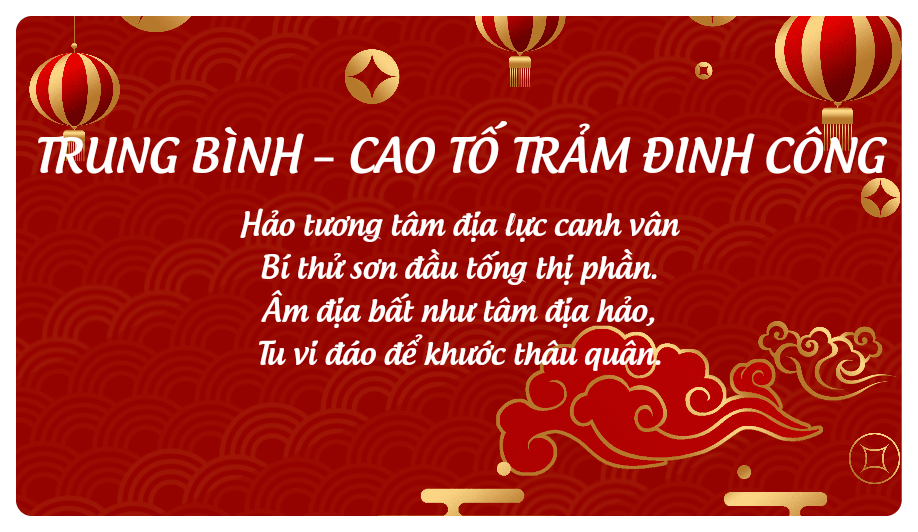 TRUNG BÌNH – CAO TỐ TRẢM ĐINH CÔNG
Hảo tương tâm địa lực canh vân
Bí thử sơn đầu tống thị phần.
Âm địa bất như tâm địa hảo,
Tu vi đáo để khước thâu quân.